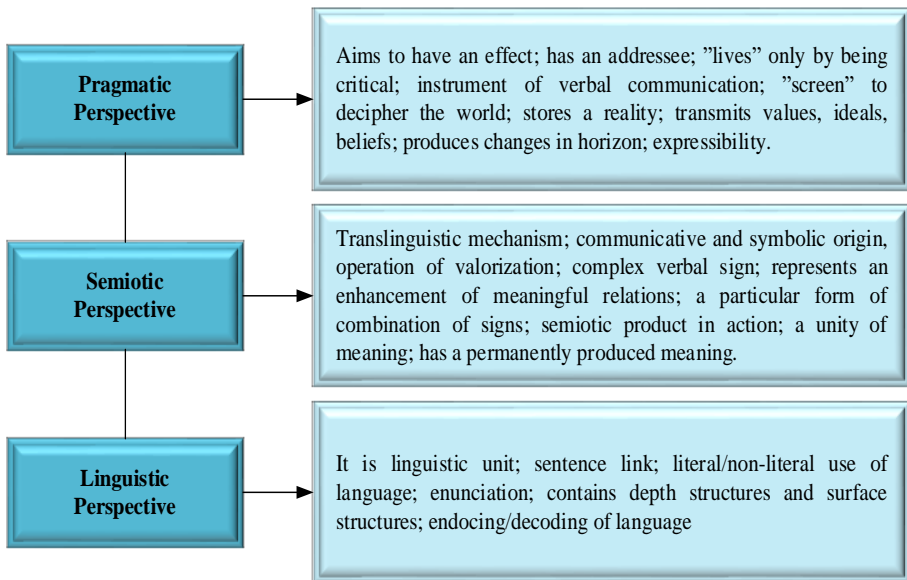 Pragmatic
Perspective
Aims to have an effect; has an addressee; ”lives” only by being
critical; instrument of verbal communication; ”screen” to
decipher the world; stores a reality; transmits values, ideals,
beliefs; produces changes in horizon; expressibility.
Semiotic
Perspective
Translinguistic mechanism; communicative and symbolic origin,
operation of valorization; complex verbal sign; represents an
enhancement of meaningful relations; a particular form of
combination of signs; semiotic product in action; a unity of
meaning; has a permanently produced meaning.
Linguistic
Perspective
It is linguistic unit; sentence link; literal/non-literal use of
language; enunciation; contains depth structures and surface
structures; endocing/decoding of language